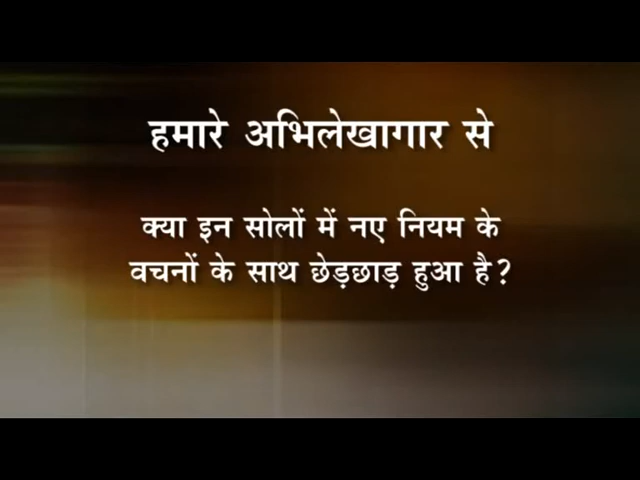 हमारे अभिलेखागार से
क्या इन सोलों में नए नियम के
वचनों के साथ छेड़छाड़ हुआ है?